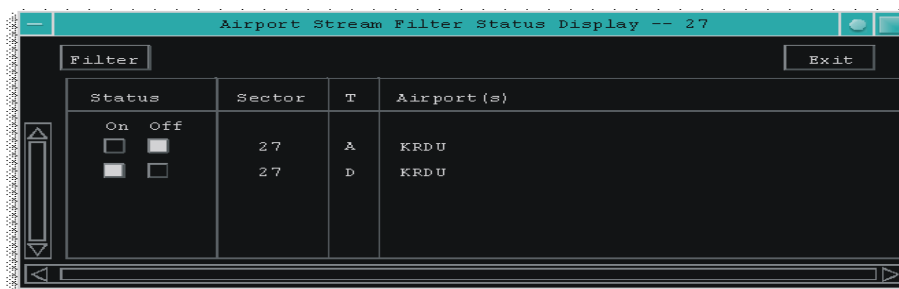 Airport Stream Filter Status Display -- 27
Filter Exit
Status Sector T Airport(s)
On Off
27 A KRDU
27 D KRDU